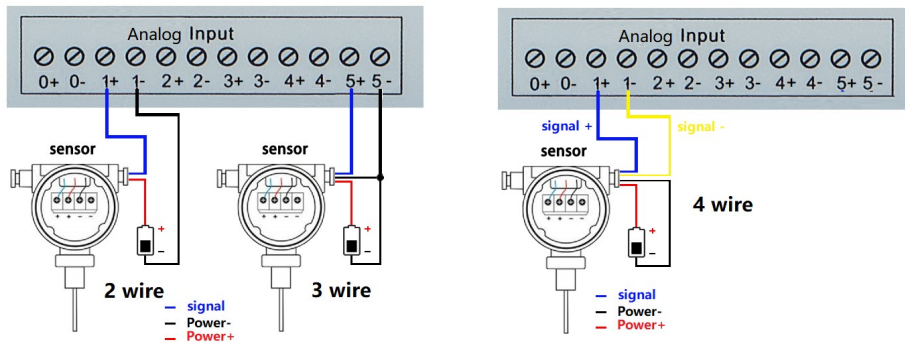 Analog Input
0+ 0- 1+ 1- 2+ 2- 3+ 3- 4+ 4- 5+ 5-
sensor
sensor
+ + - -
+ + - -
+
-
+
-
2 wire
3 wire
signal
Power-
Power+
Analog Input
0+ 0- 1+ 1- 2+ 2- 3+ 3- 4+ 4- 5+ 5-
signal +
signal -
sensor
+ + - -
+
-
4 wire
signal
Power-
Power+